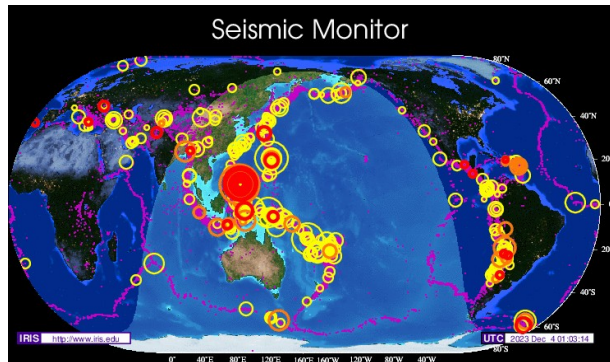 Seismic Monitor
80°N
60°N
40°N
20°N
0°
20°S
40°S
60°S
80°S
IRIS http://www.iris.edu
UTC 2023 Dec 4 01:03:14
0° 40°E 80°E 120°E 160°E 160°W 120°W 80°W 40°W